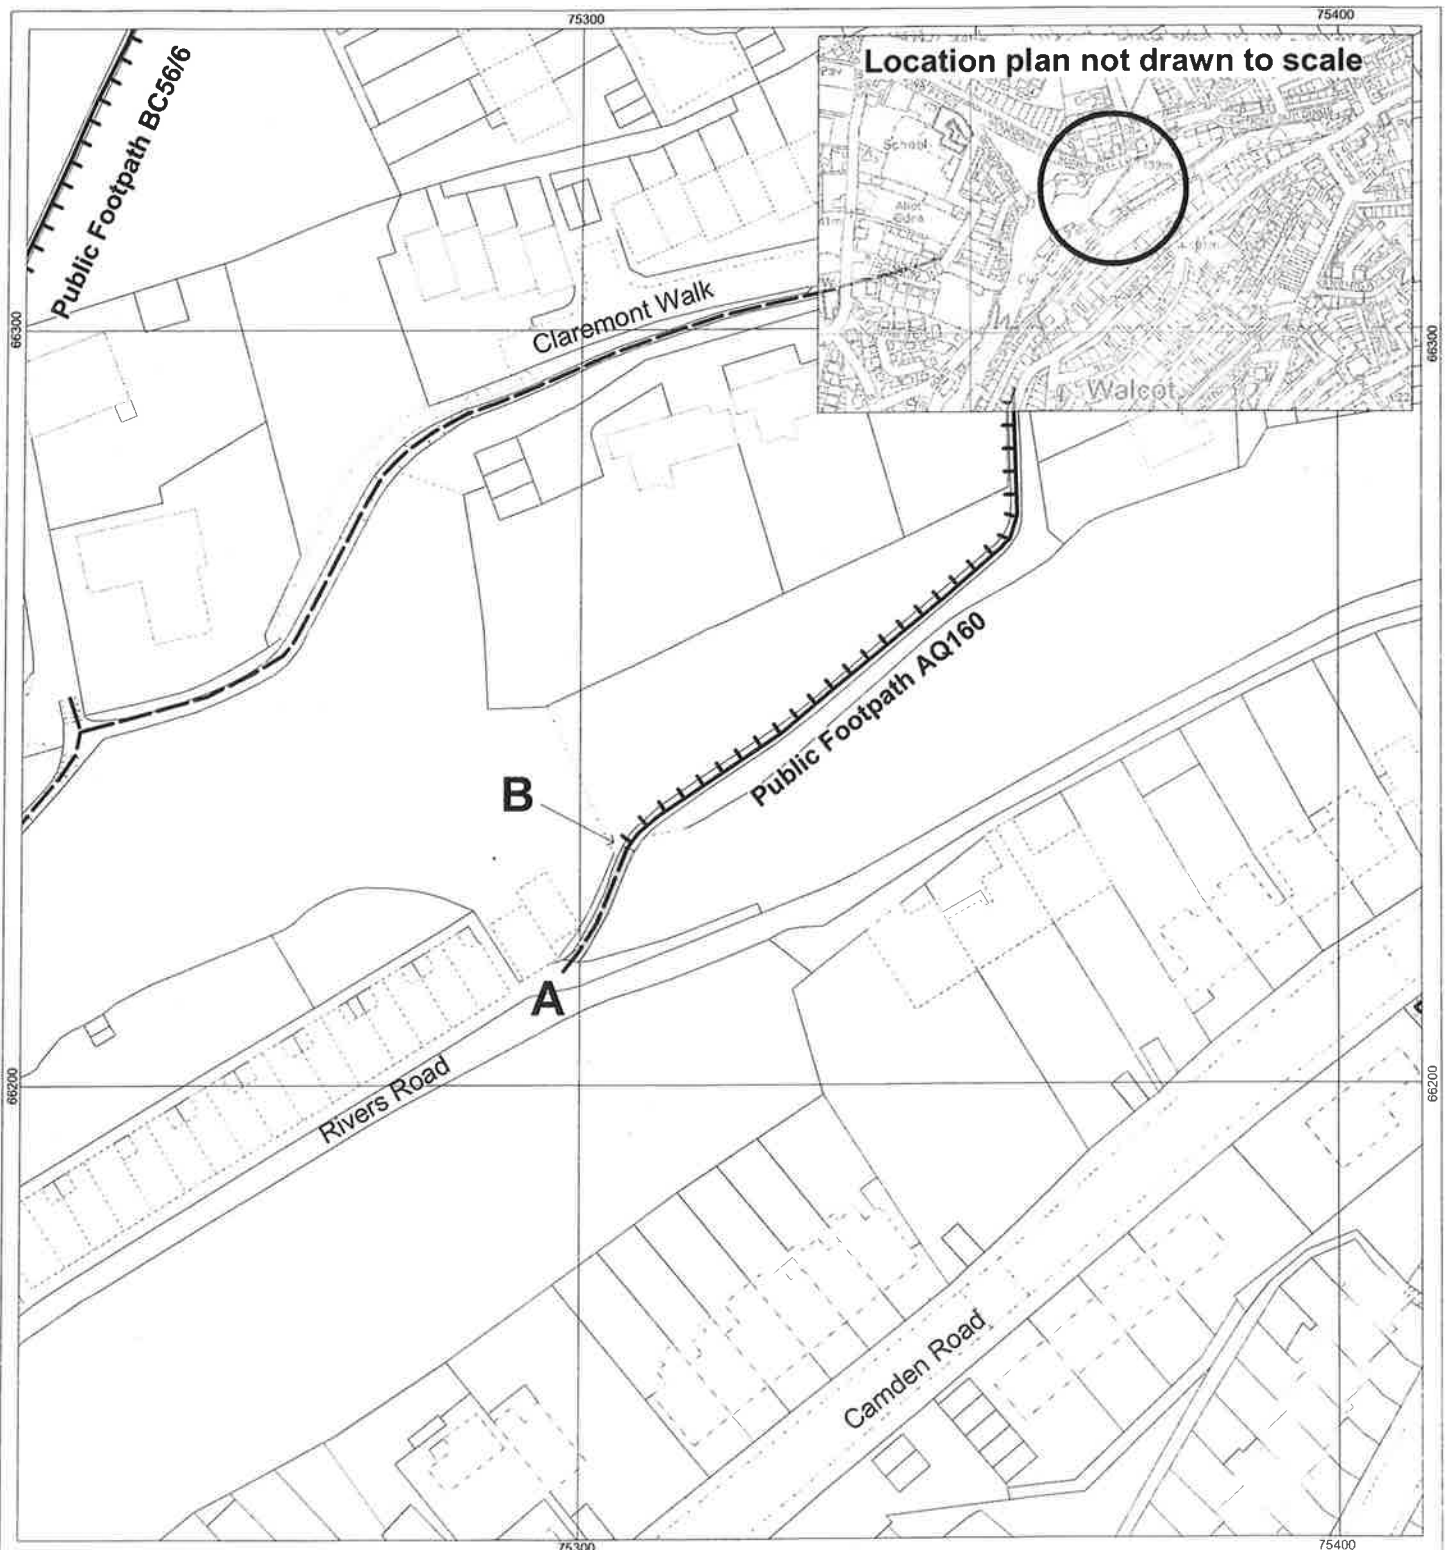 75300
75400
Location plan not drawn to scale
School
Walcot
Public Footpath BC56/6
Claremont Walk
66300
66300
Public Footpath AQ160
B
A
Rivers Road
66200
66200
Camden Road
75300
75400